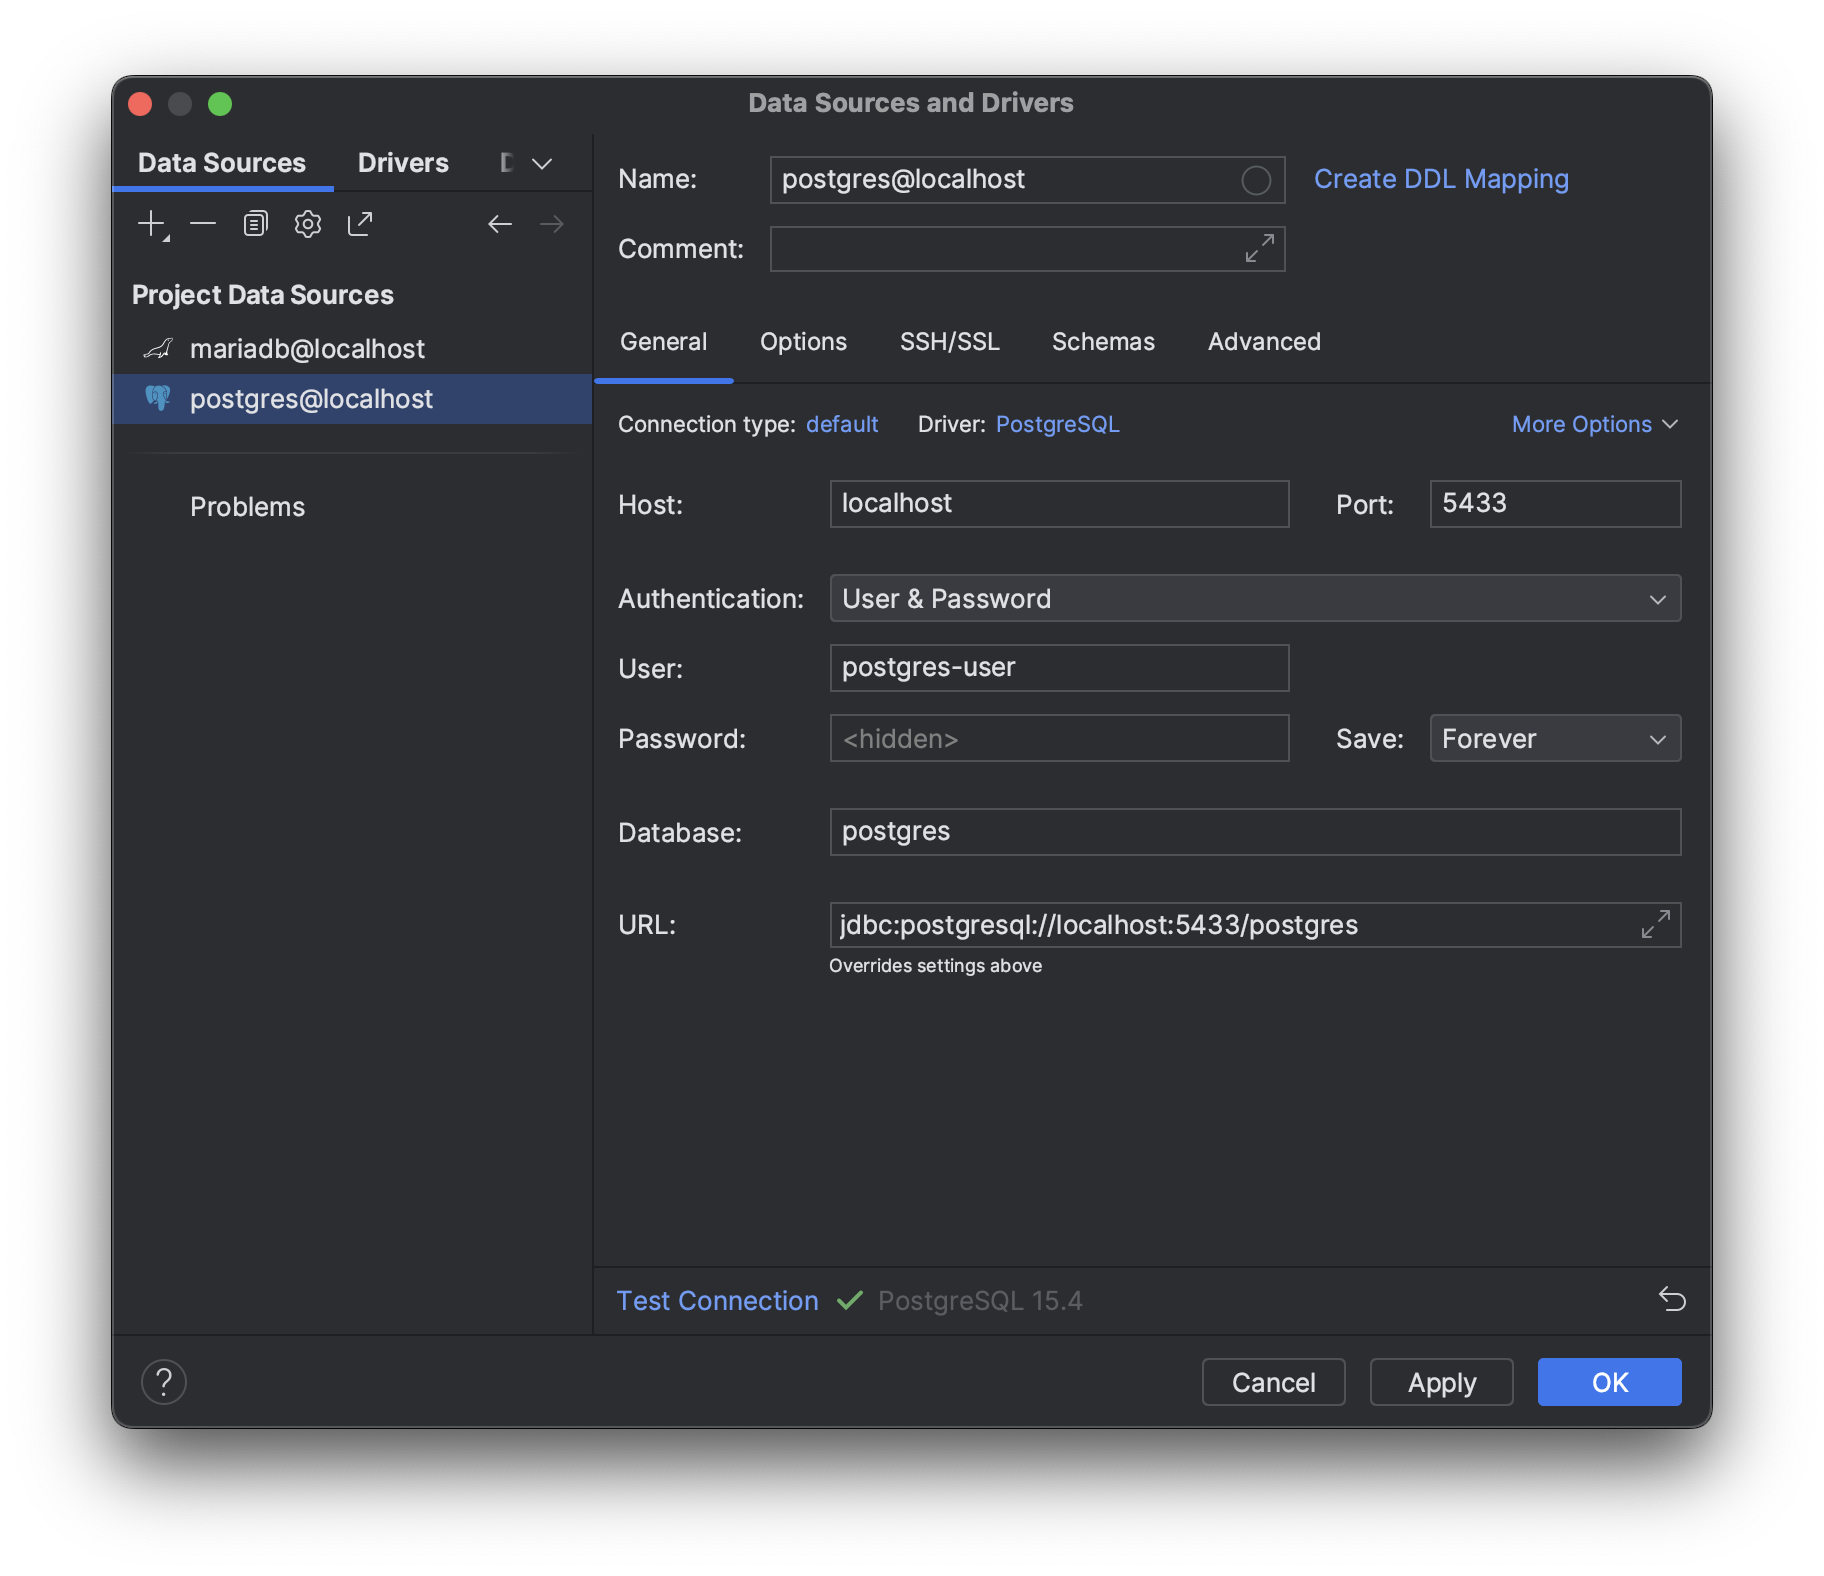 Data Sources and Drivers
Data Sources Drivers
Project Data Sources
mariadb@localhost
postgres@localhost
Problems
Name: postgres@localhost Create DDL Mapping
Comment:
General Options SSH/SSL Schemas Advanced
Connection type: default Driver: PostgreSQL More Options
Host: localhost Port: 5433
Authentication: User & Password
User: postgres-user
Password: <hidden> Save: Forever
Database: postgres
URL: jdbc:postgresql://localhost:5433/postgres
Overrides settings above
Test Connection PostgreSQL 15.4
? Cancel Apply OK